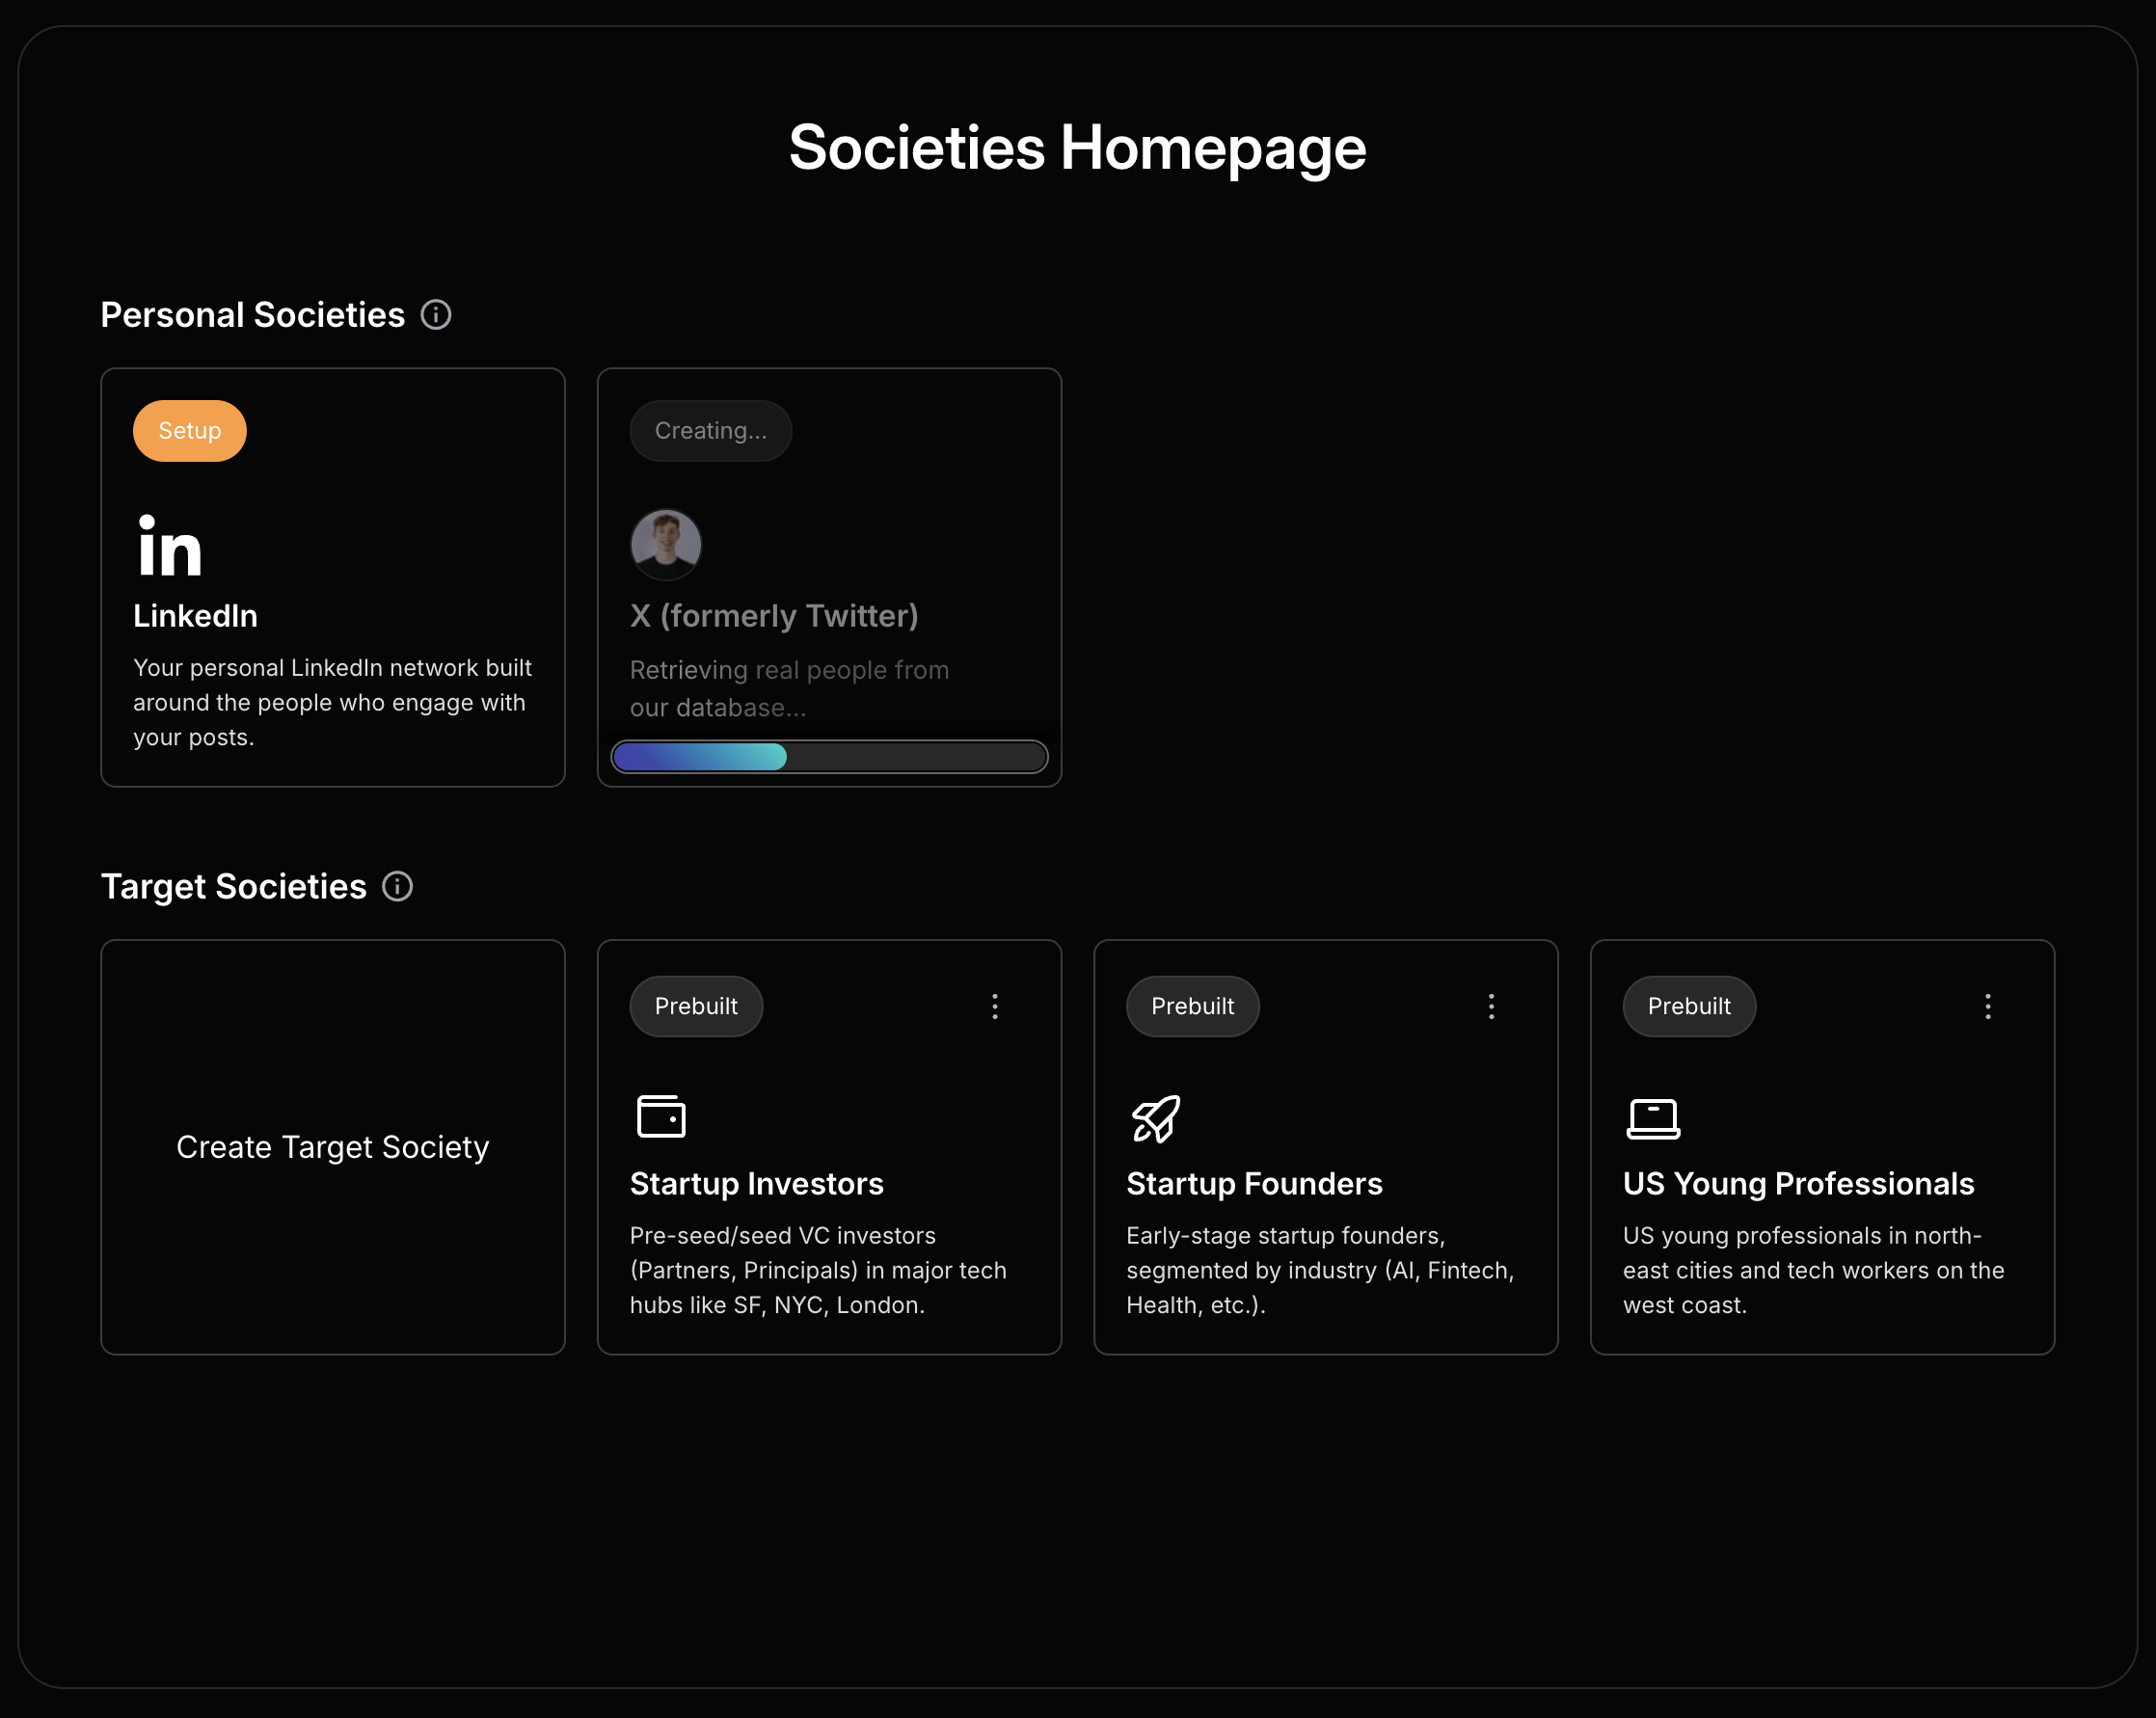 Societies Homepage
Personal Societies
Setup
in
LinkedIn
Your personal LinkedIn network built
around the people who engage with
your posts.
Creating...
X (formerly Twitter)
Retrieving real people from
our database...
Target Societies
Create Target Society
Prebuilt
Startup Investors
Pre-seed/seed VC investors
(Partners, Principals) in major tech
hubs like SF, NYC, London.
Prebuilt
Startup Founders
Early-stage startup founders,
segmented by industry (AI, Fintech,
Health, etc.).
Prebuilt
US Young Professionals
US young professionals in north-
east cities and tech workers on the
west coast.